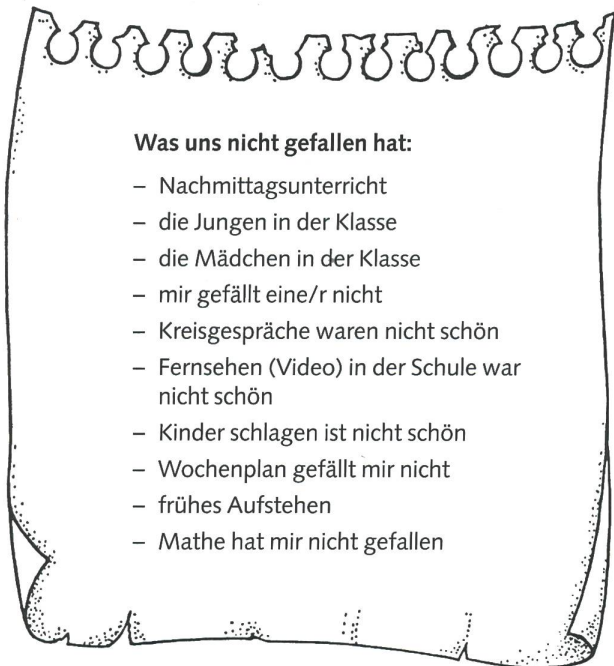 Was uns nicht gefallen hat:
– Nachmittagsunterricht
– die Jungen in der Klasse
– die Mädchen in der Klasse
– mir gefällt eine/r nicht
– Kreisgespräche waren nicht schön
– Fernsehen (Video) in der Schule war
nicht schön
– Kinder schlagen ist nicht schön
– Wochenplan gefällt mir nicht
– frühes Aufstehen
– Mathe hat mir nicht gefallen